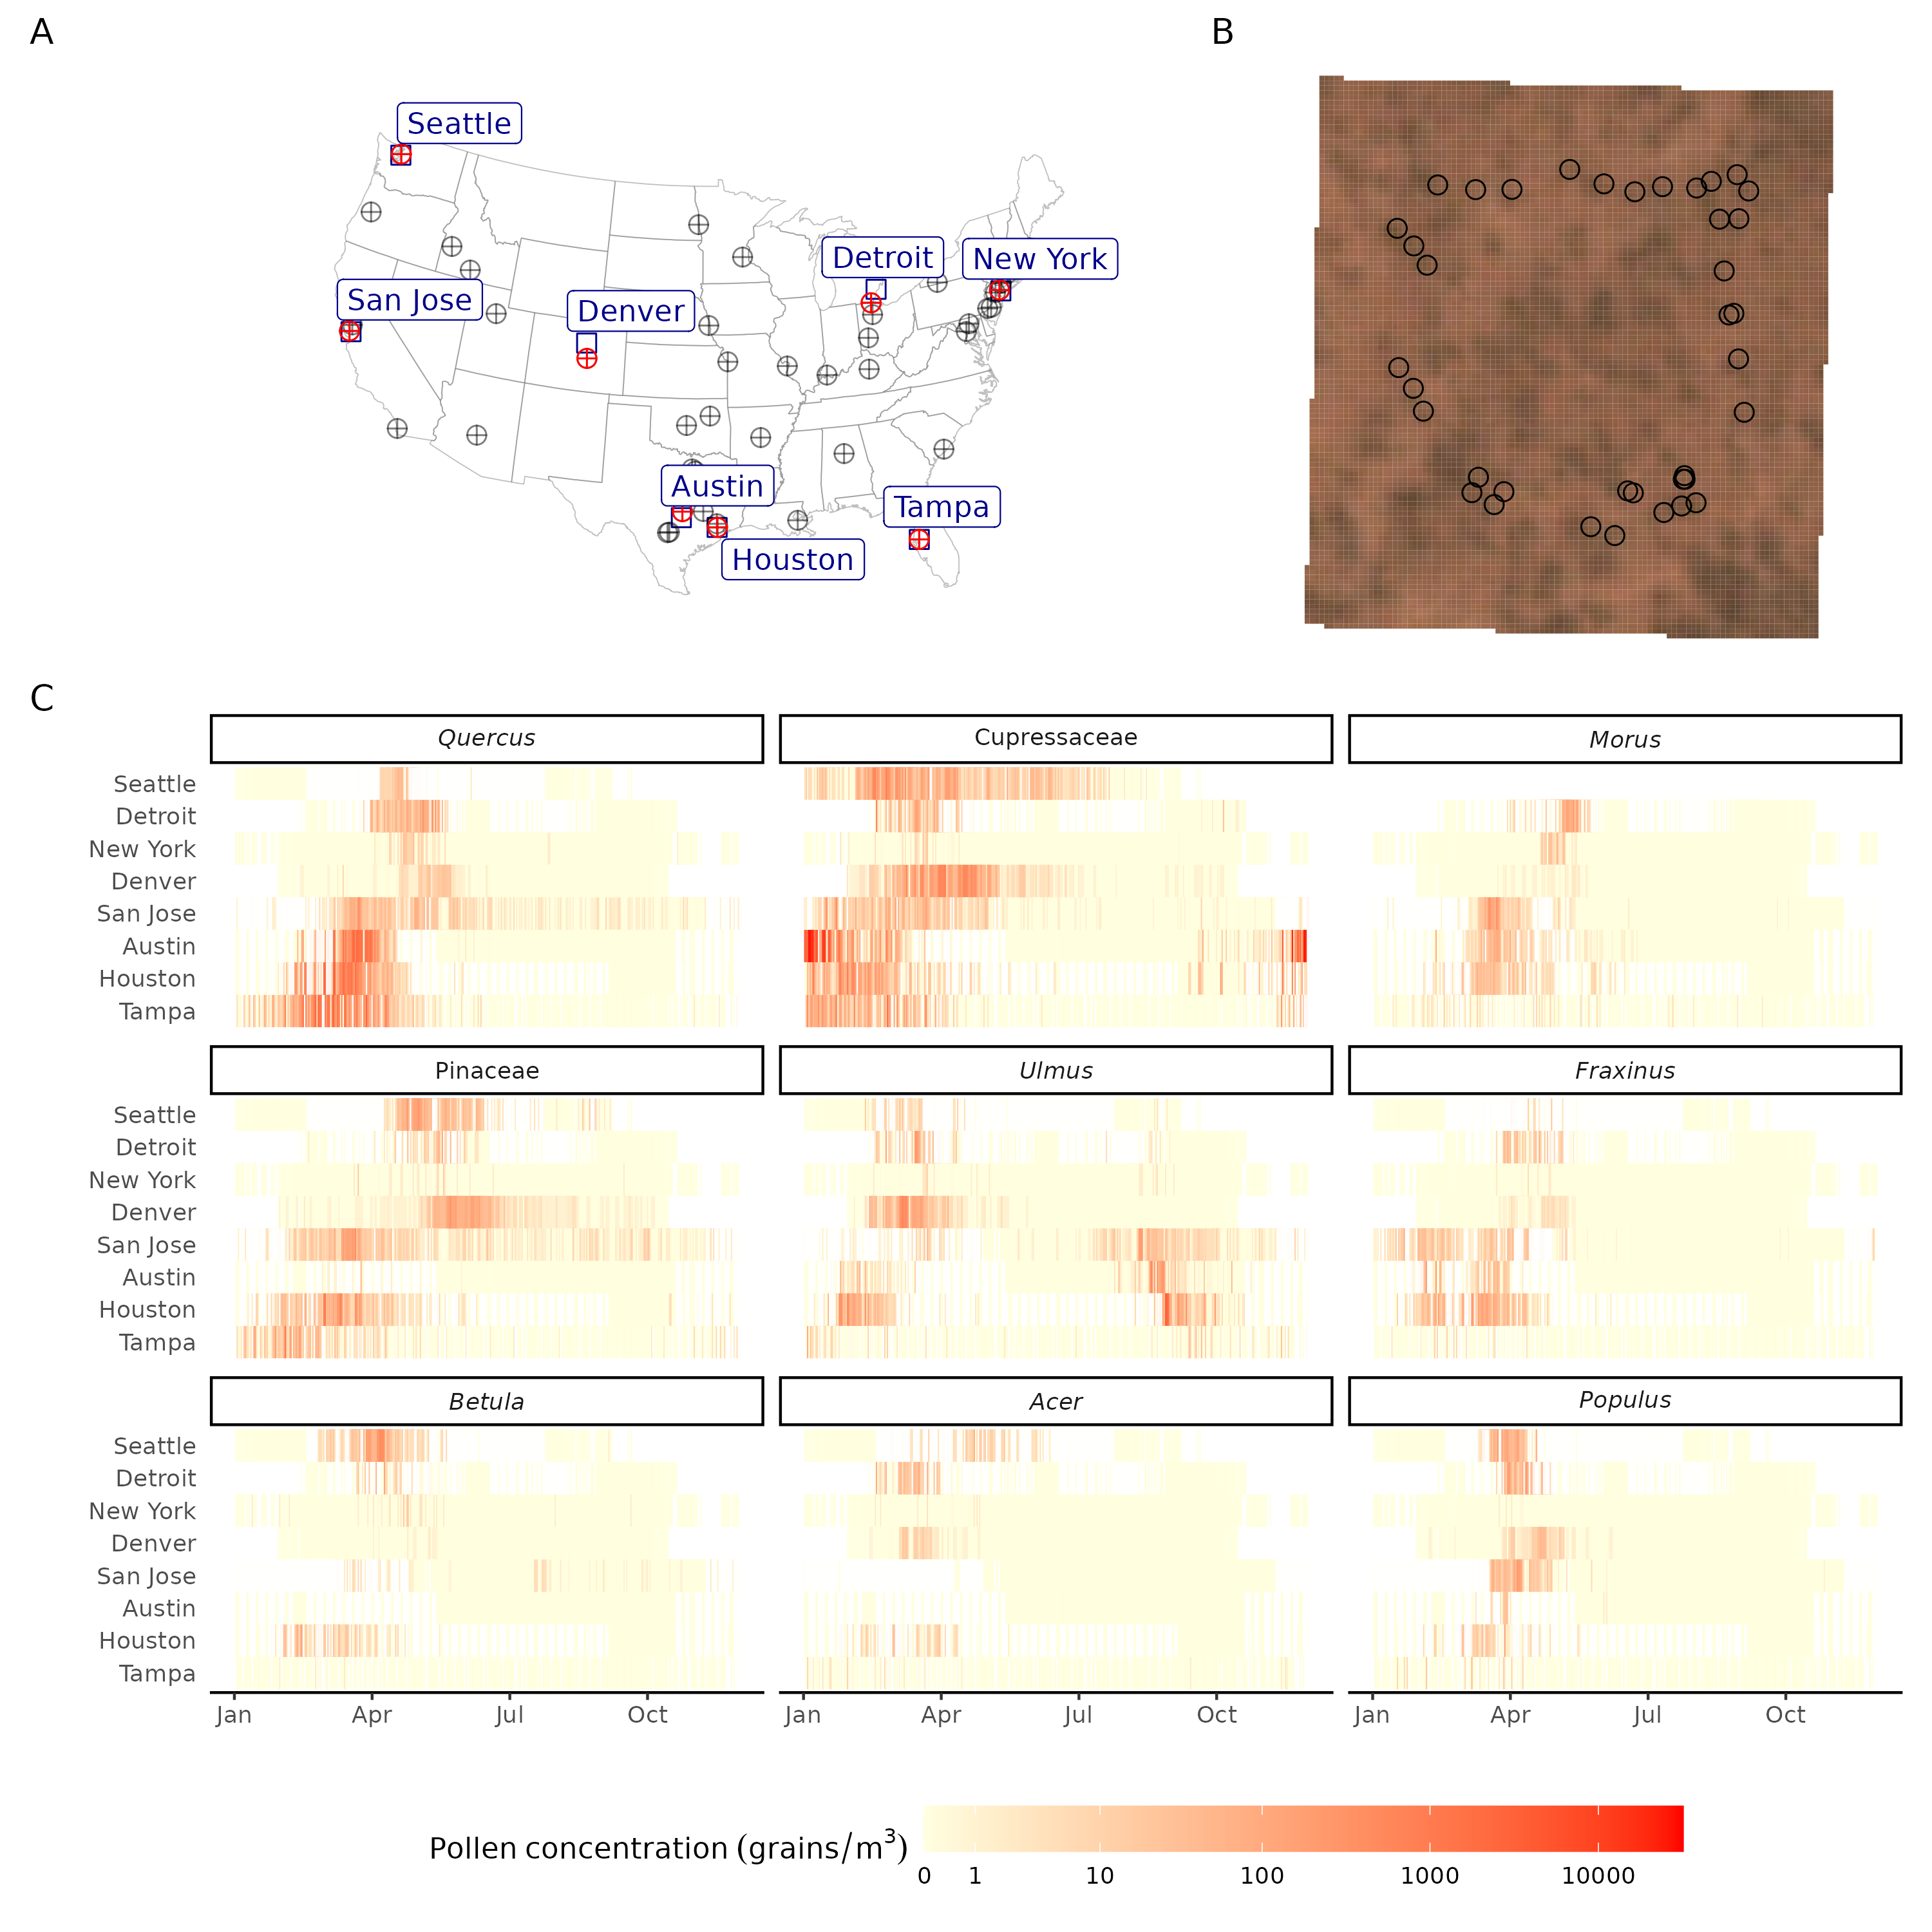 A
B
Seattle
Detroit
New York
San Jose
Denver
Austin
Tampa
Houston
C
Quercus
Cupressaceae
Morus
Seattle
Detroit
New York
Denver
San Jose
Austin
Houston
Tampa
Pinaceae
Ulmus
Fraxinus
Seattle
Detroit
New York
Denver
San Jose
Austin
Houston
Tampa
Betula
Acer
Populus
Seattle
Detroit
New York
Denver
San Jose
Austin
Houston
Tampa
Jan Apr Jul Oct
Jan Apr Jul Oct
Jan Apr Jul Oct
Pollen concentration (grains/m³)
0 1 10 100 1000 10000